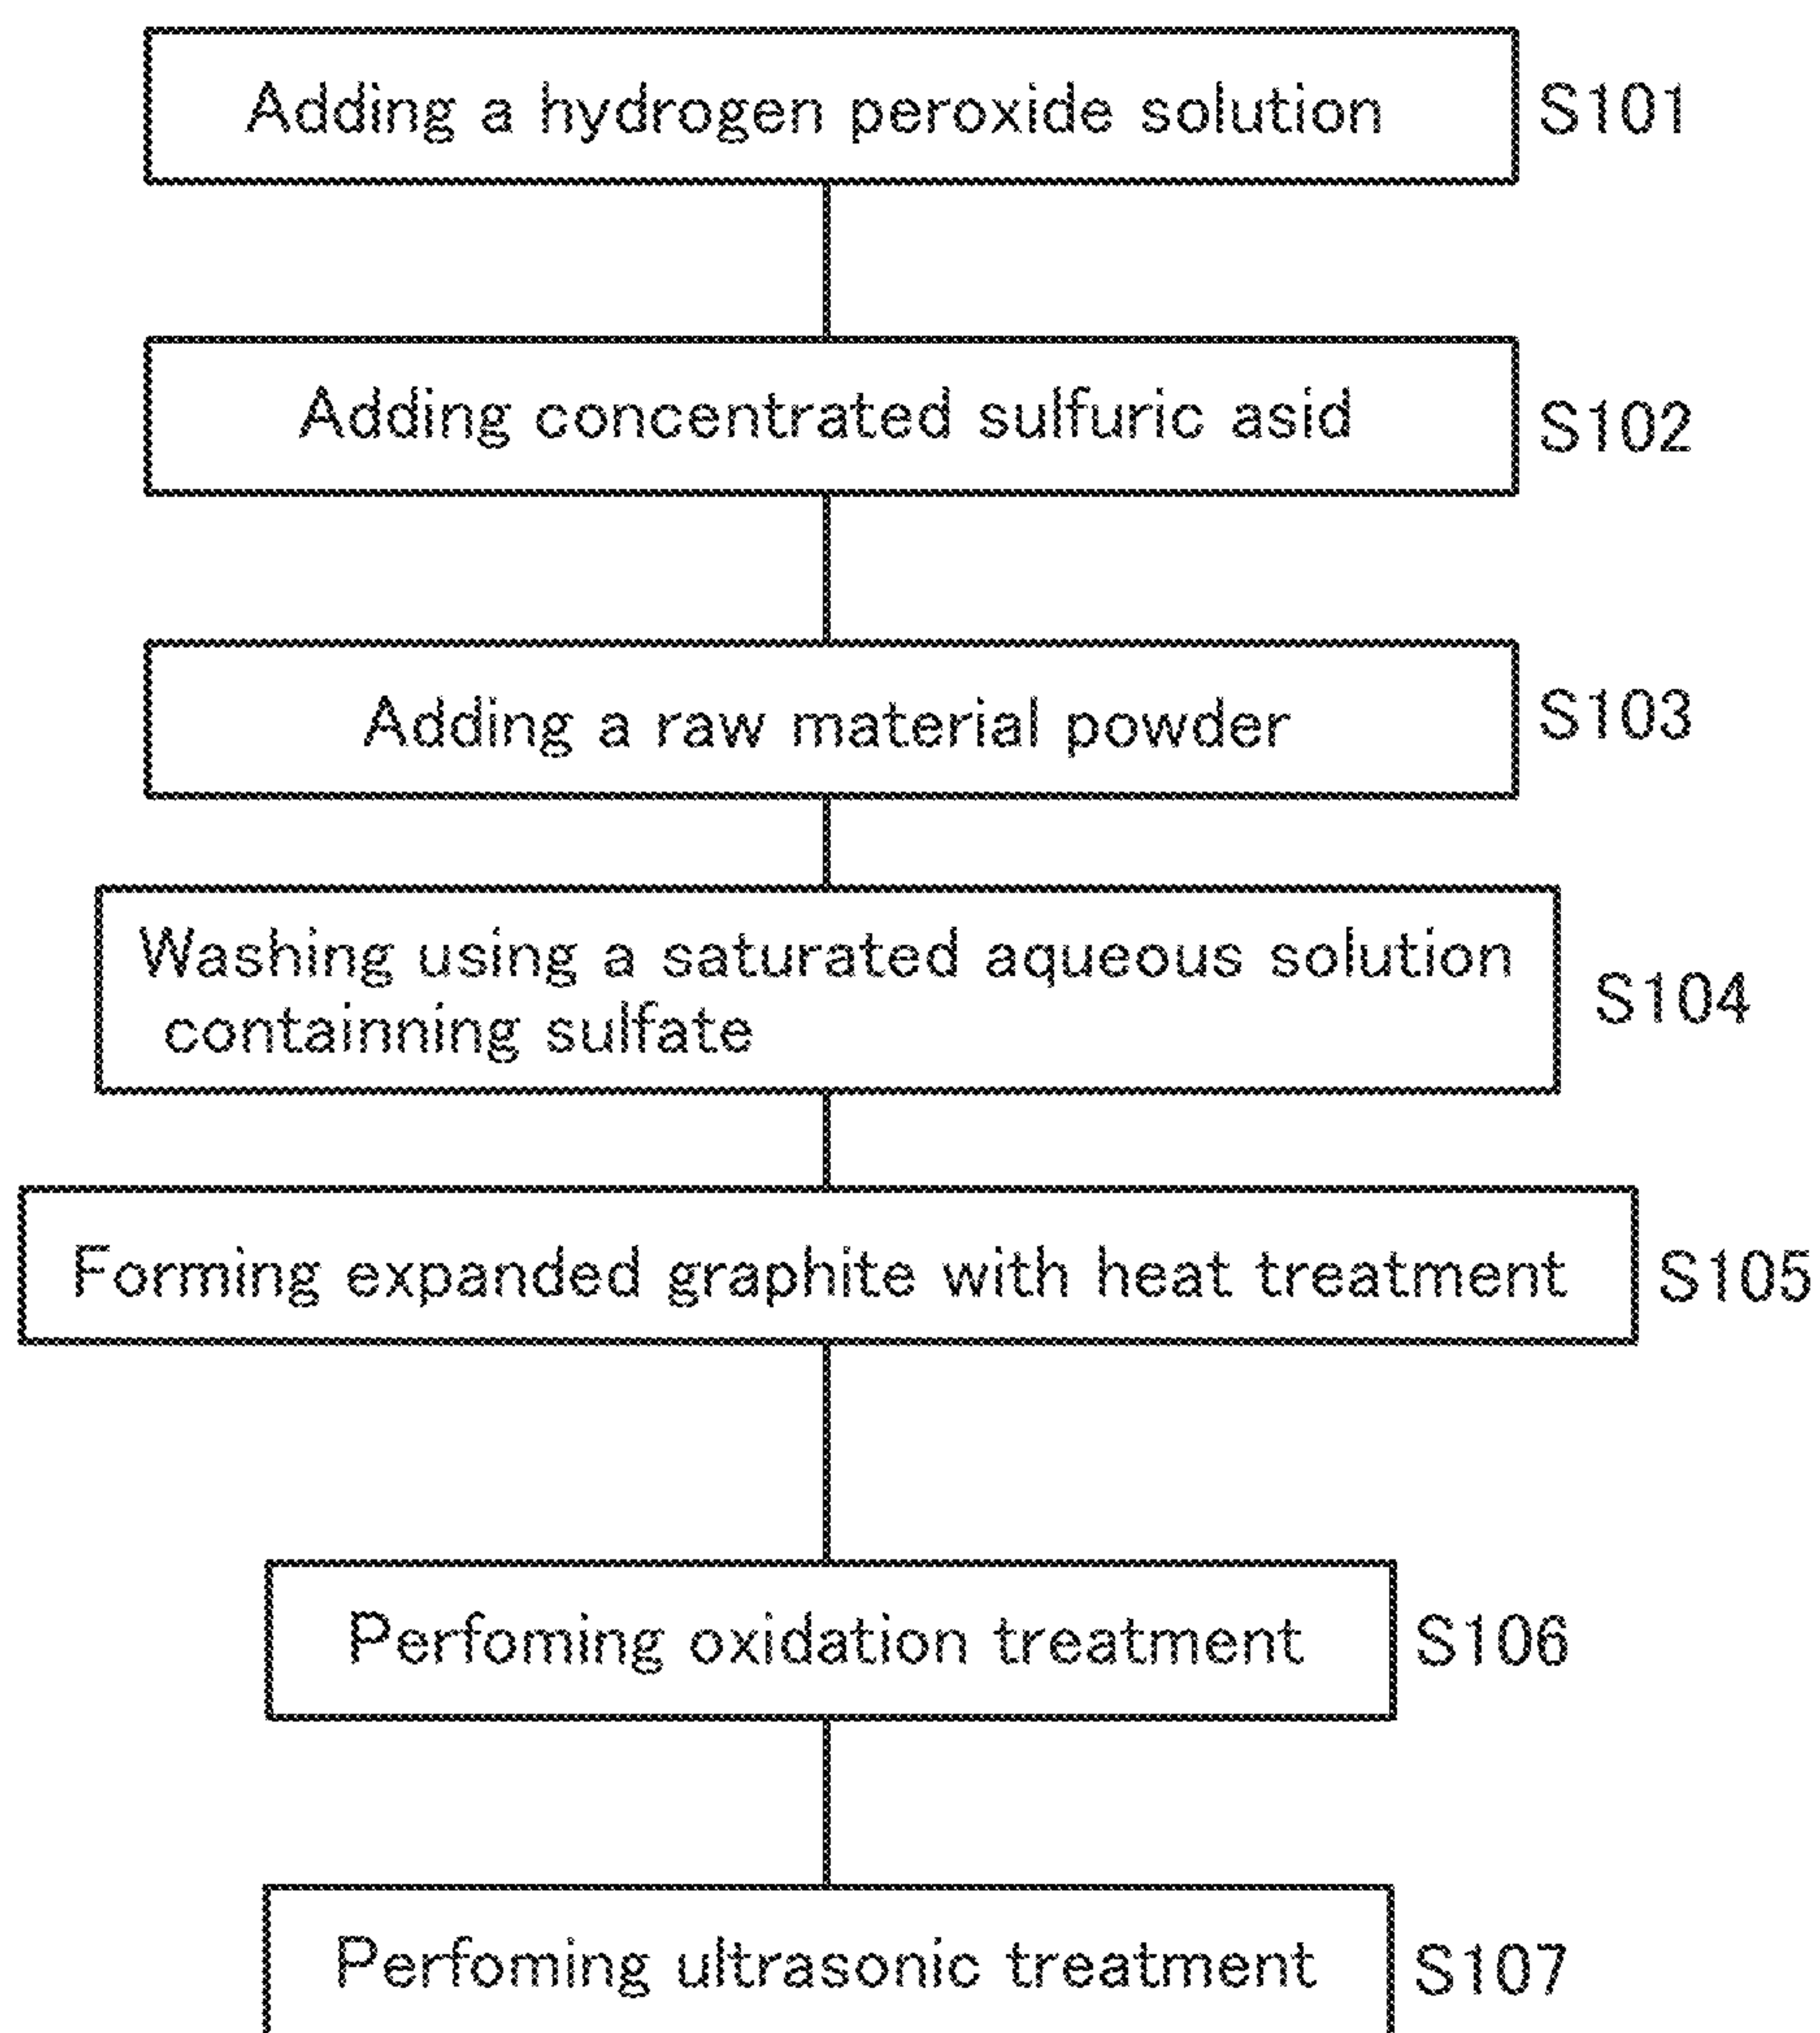 Adding a hydrogen peroxide solution S101
Adding concentrated sulfuric asid S102
Adding a raw material powder S103
Washing using a saturated aqueous solution
containning sulfate S104
Forming expanded graphite with heat treatment S105
Perfoming oxidation treatment S106
Perfoming ultrasonic treatment S107